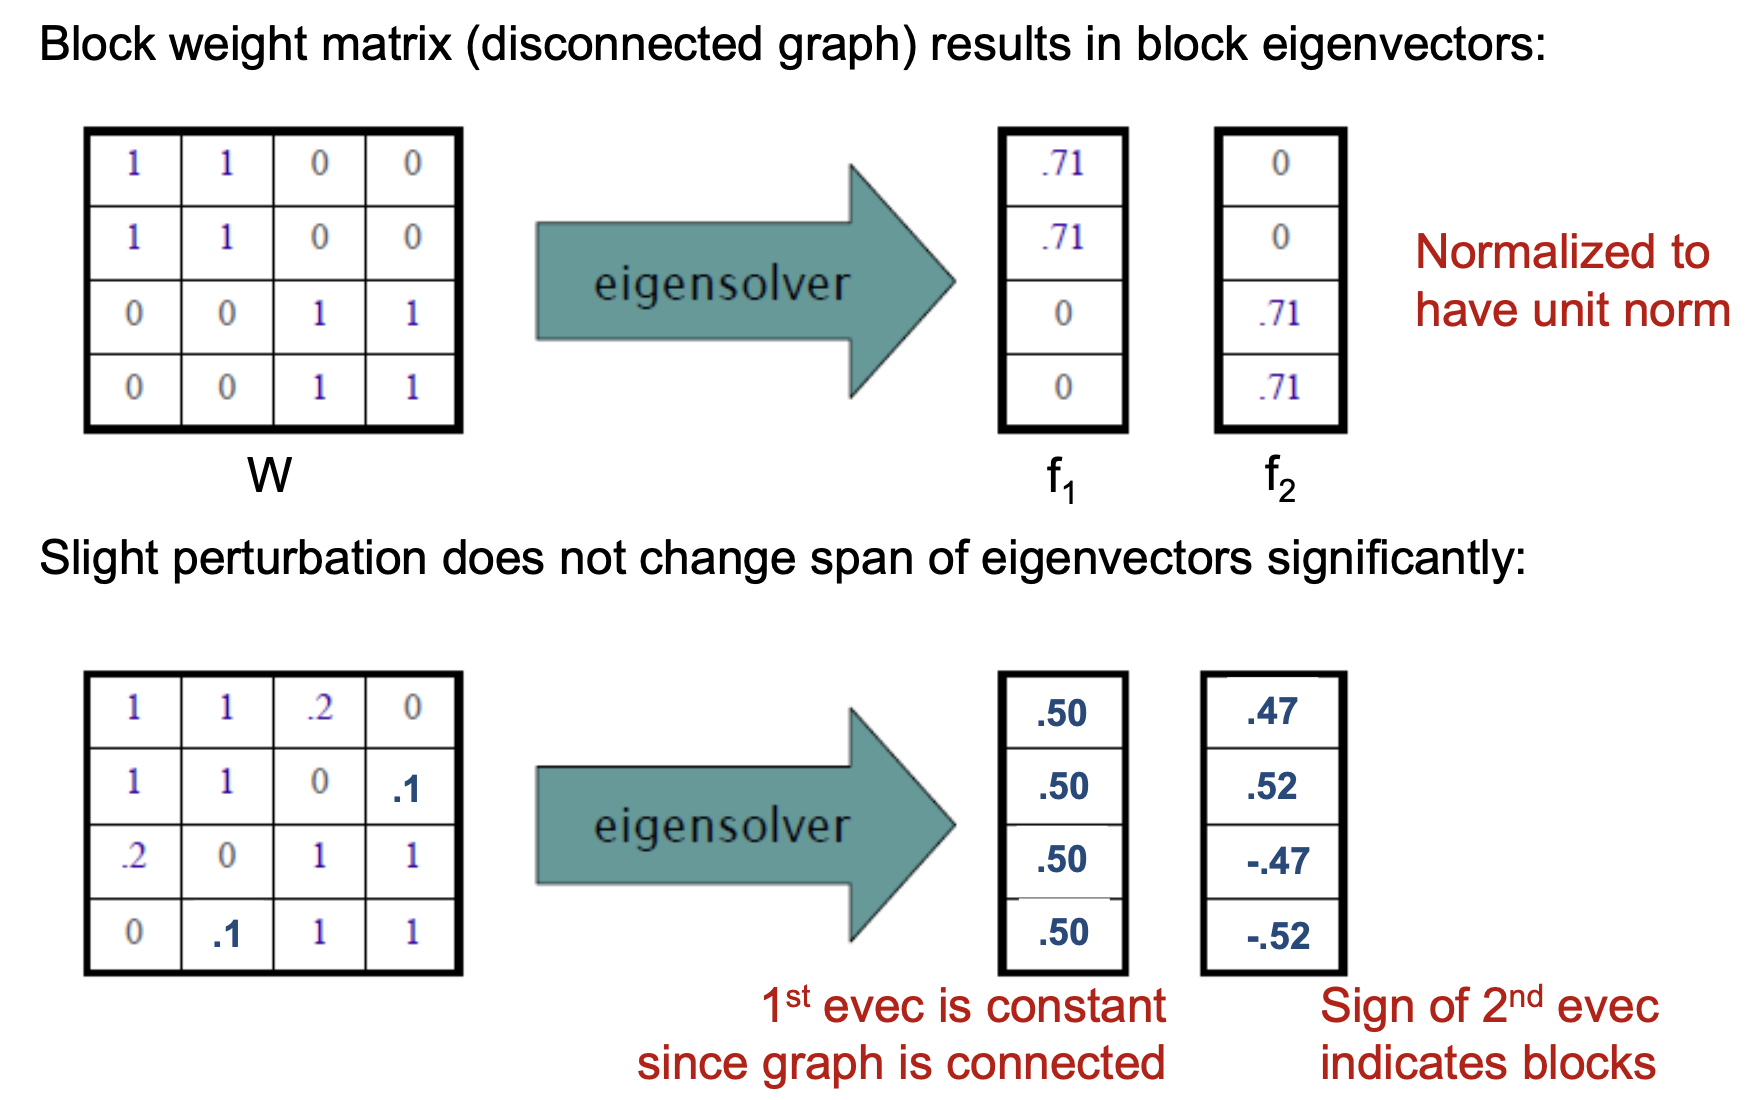 Block weight matrix (disconnected graph) results in block eigenvectors:
1 1 0 0
1 1 0 0
0 0 1 1
0 0 1 1
W
eigensolver
.71
.71
0
0
f1
0
0
.71
.71
f2
Normalized to
have unit norm
Slight perturbation does not change span of eigenvectors significantly:
1 1 .2 0
1 1 0 .1
.2 0 1 1
0 .1 1 1
eigensolver
.50
.50
.50
.50
.47
.52
-.47
-.52
1st evec is constant
since graph is connected
Sign of 2nd evec
indicates blocks